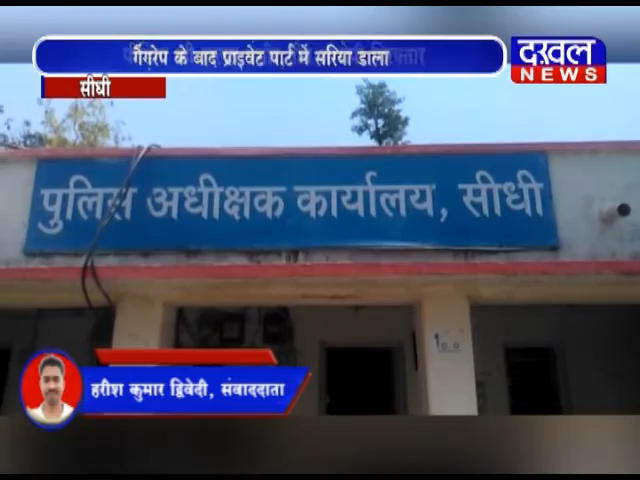 गैंगरेप के बाद प्राइवेट पार्ट में सरिया डाला
दखल
NEWS
सीधी
पुलिस अधीक्षक कार्यालय, सीधी
हरीश कुमार द्विवेदी, संवाददाता